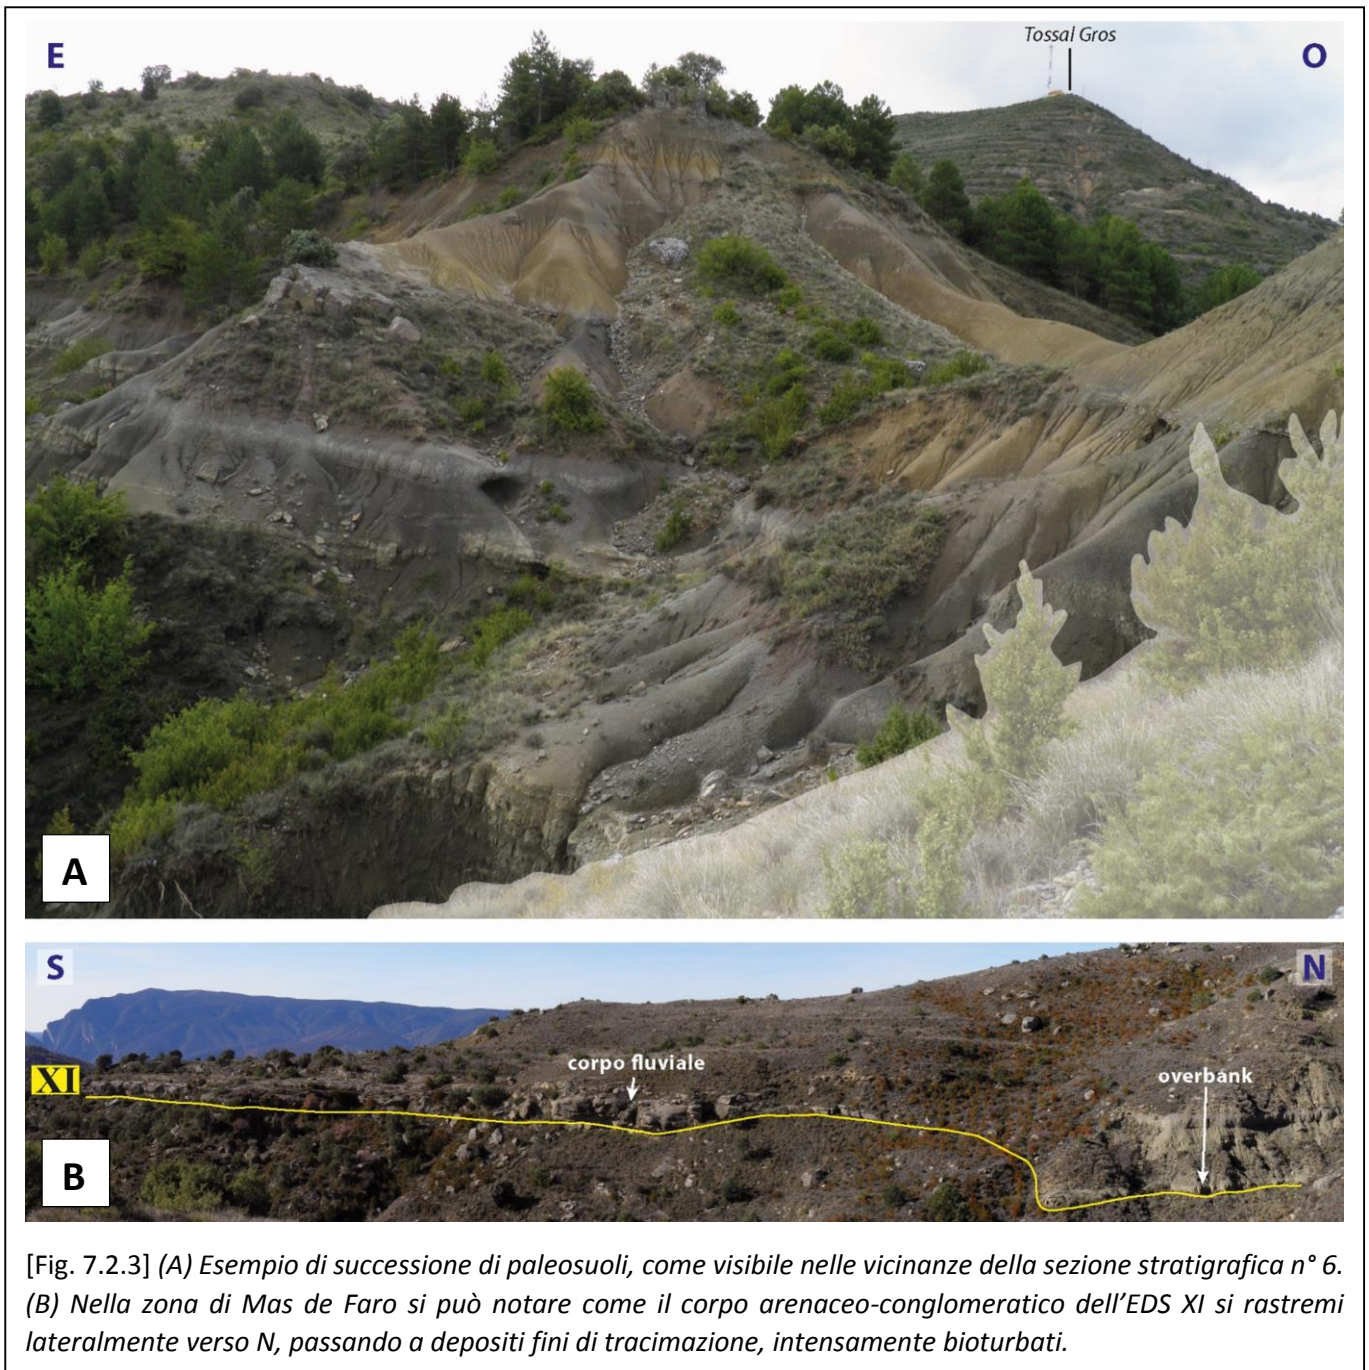 E
Tossal Gros
O
A
S
N
XI
corpo fluviale
overbank
B
[Fig. 7.2.3] (A) Esempio di successione di paleosuoli, come visibile nelle vicinanze della sezione stratigrafica n° 6.
(B) Nella zona di Mas de Faro si può notare come il corpo arenaceo-conglomeratico dell'EDS XI si rastremi
lateralmente verso N, passando a depositi fini di tracimazione, intensamente bioturbati.